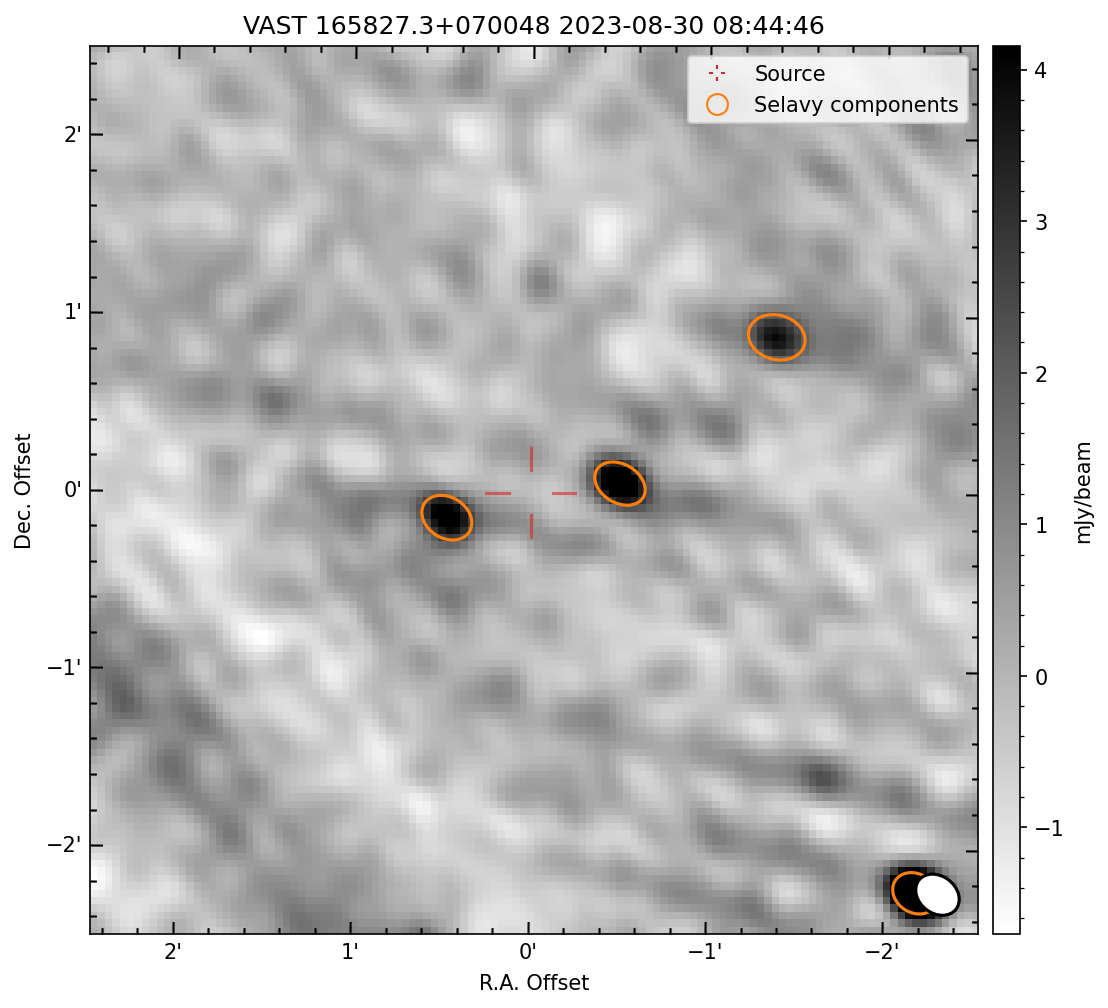 VAST 165827.3+070048 2023-08-30 08:44:46
Source
Selavy components
2'
1'
0'
−1'
−2'
Dec. Offset
2'
1'
0'
−1'
−2'
R.A. Offset
4
3
2
1
0
−1
mJy/beam